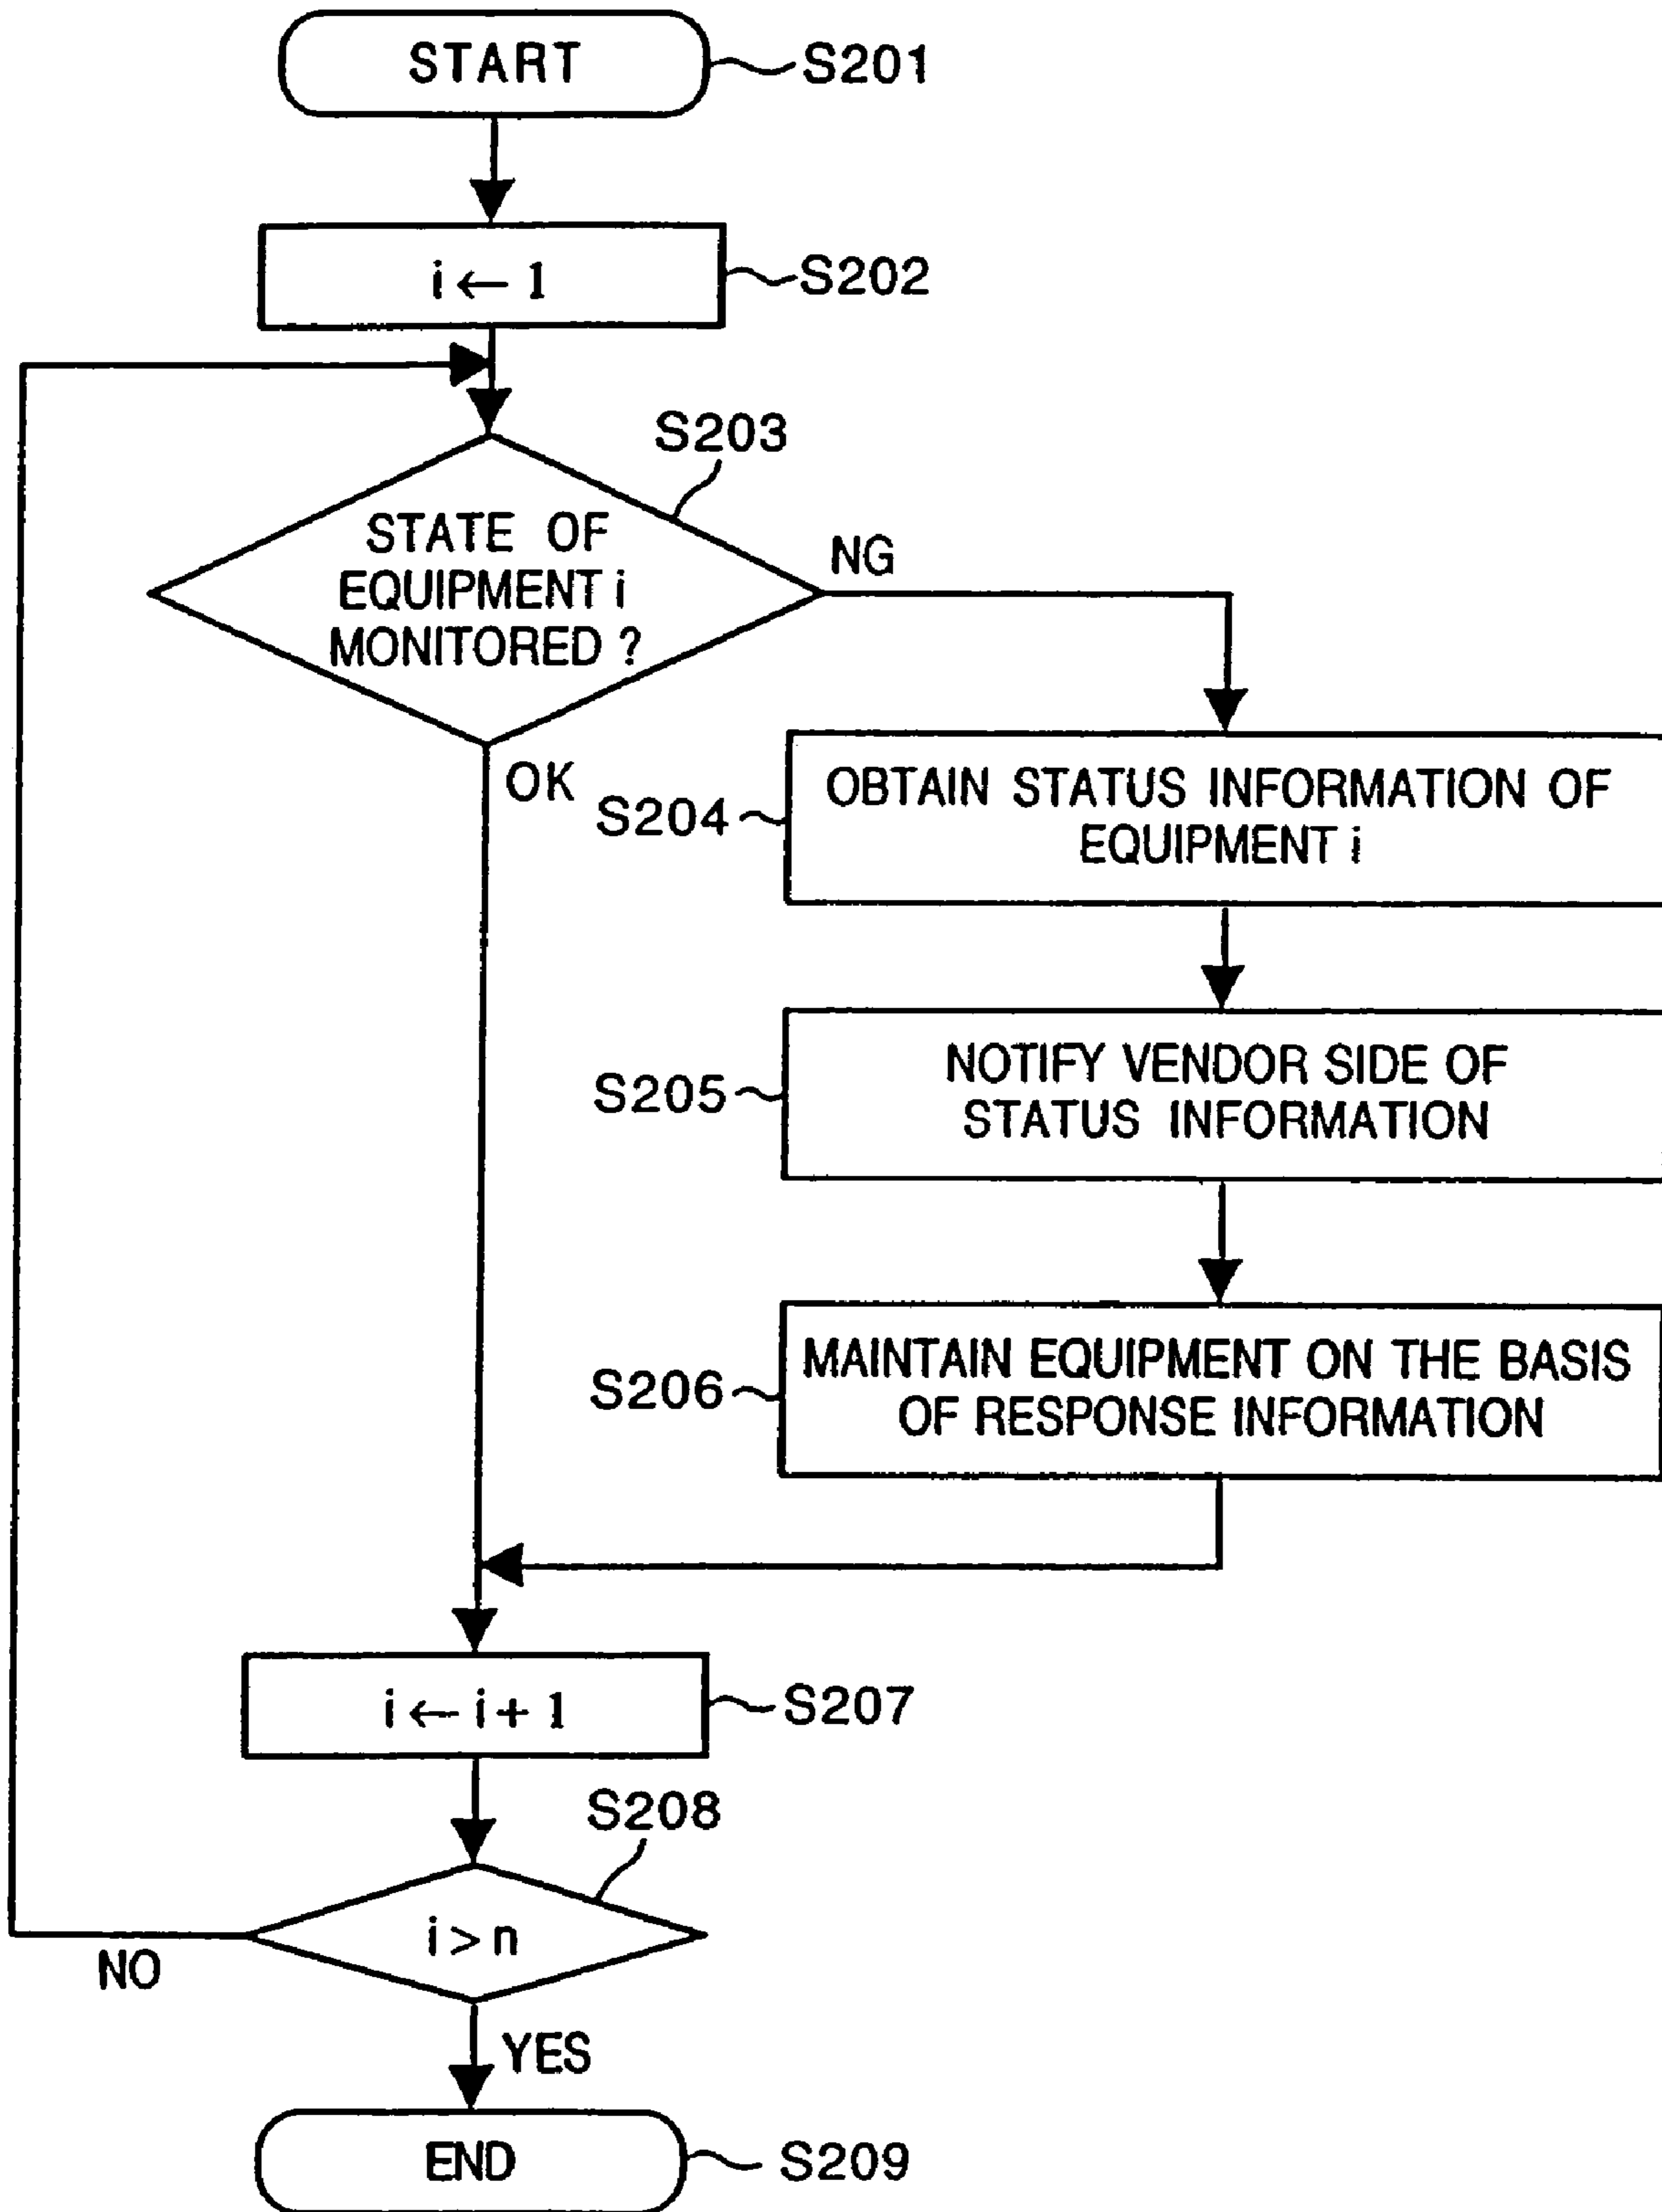 START
S201
i ← 1
S202
S203
STATE OF
EQUIPMENT i
MONITORED ?
NG
OK
S204
OBTAIN STATUS INFORMATION OF
EQUIPMENT i
S205
NOTIFY VENDOR SIDE OF
STATUS INFORMATION
S206
MAINTAIN EQUIPMENT ON THE BASIS
OF RESPONSE INFORMATION
i ← i + 1
S207
S208
i > n
NO
YES
END
S209